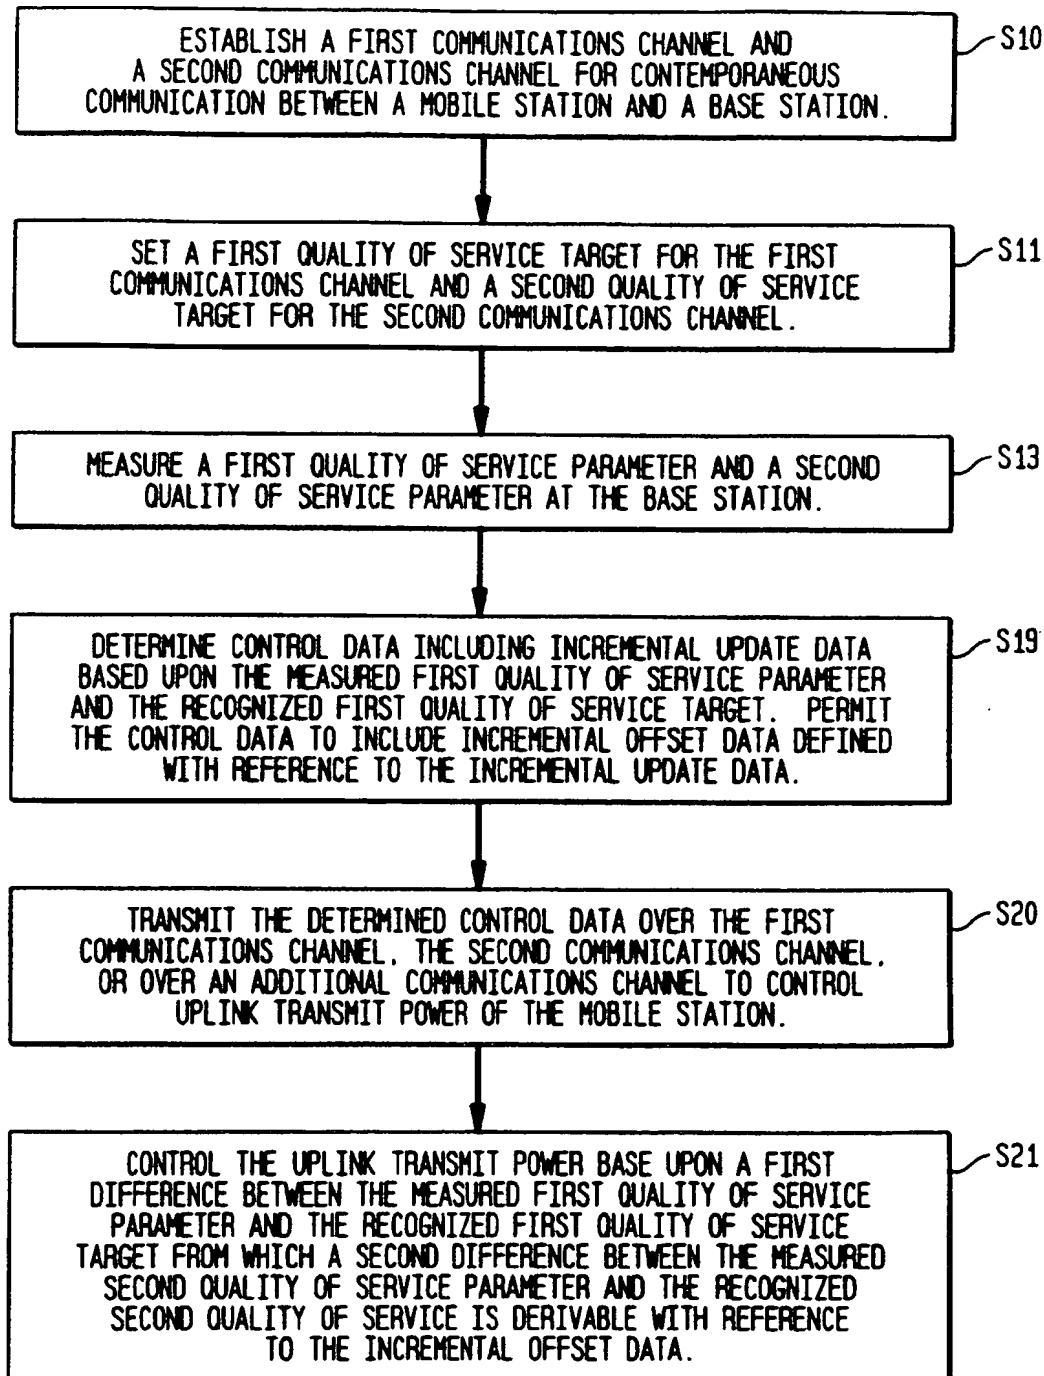 ESTABLISH A FIRST COMMUNICATIONS CHANNEL AND
A SECOND COMMUNICATIONS CHANNEL FOR CONTEMPORANEOUS
COMMUNICATION BETWEEN A MOBILE STATION AND A BASE STATION.
S10
SET A FIRST QUALITY OF SERVICE TARGET FOR THE FIRST
COMMUNICATIONS CHANNEL AND A SECOND QUALITY OF SERVICE
TARGET FOR THE SECOND COMMUNICATIONS CHANNEL.
S11
MEASURE A FIRST QUALITY OF SERVICE PARAMETER AND A SECOND
QUALITY OF SERVICE PARAMETER AT THE BASE STATION.
S13
DETERMINE CONTROL DATA INCLUDING INCREMENTAL UPDATE DATA
BASED UPON THE MEASURED FIRST QUALITY OF SERVICE PARAMETER
AND THE RECOGNIZED FIRST QUALITY OF SERVICE TARGET. PERMIT
THE CONTROL DATA TO INCLUDE INCREMENTAL OFFSET DATA DEFINED
WITH REFERENCE TO THE INCREMENTAL UPDATE DATA.
S19
TRANSMIT THE DETERMINED CONTROL DATA OVER THE FIRST
COMMUNICATIONS CHANNEL, THE SECOND COMMUNICATIONS CHANNEL,
OR OVER AN ADDITIONAL COMMUNICATIONS CHANNEL TO CONTROL
UPLINK TRANSMIT POWER OF THE MOBILE STATION.
S20
CONTROL THE UPLINK TRANSMIT POWER BASE UPON A FIRST
DIFFERENCE BETWEEN THE MEASURED FIRST QUALITY OF SERVICE
PARAMETER AND THE RECOGNIZED FIRST QUALITY OF SERVICE
TARGET FROM WHICH A SECOND DIFFERENCE BETWEEN THE MEASURED
SECOND QUALITY OF SERVICE PARAMETER AND THE RECOGNIZED
SECOND QUALITY OF SERVICE IS DERIVABLE WITH REFERENCE
TO THE INCREMENTAL OFFSET DATA.
S21